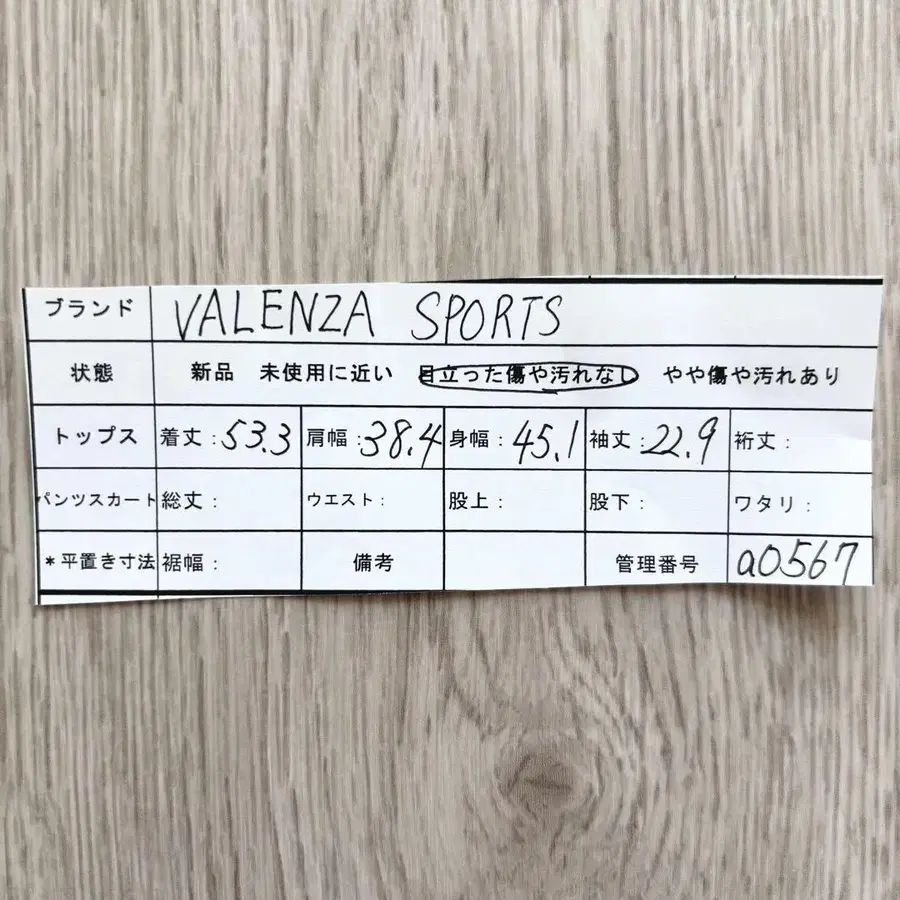 ブランド VALENZA SPORTS
状態 新品 未使用に近い 目立った傷や汚れなし やや傷や汚れあり
トップス 着丈:53.3 肩幅:38.4 身幅:45.1 袖丈:22.9 裄丈:
パンツスカート 総丈: ウエスト: 股上: 股下: ワタリ:
*平置き寸法 裾幅: 備考 管理番号 a0567